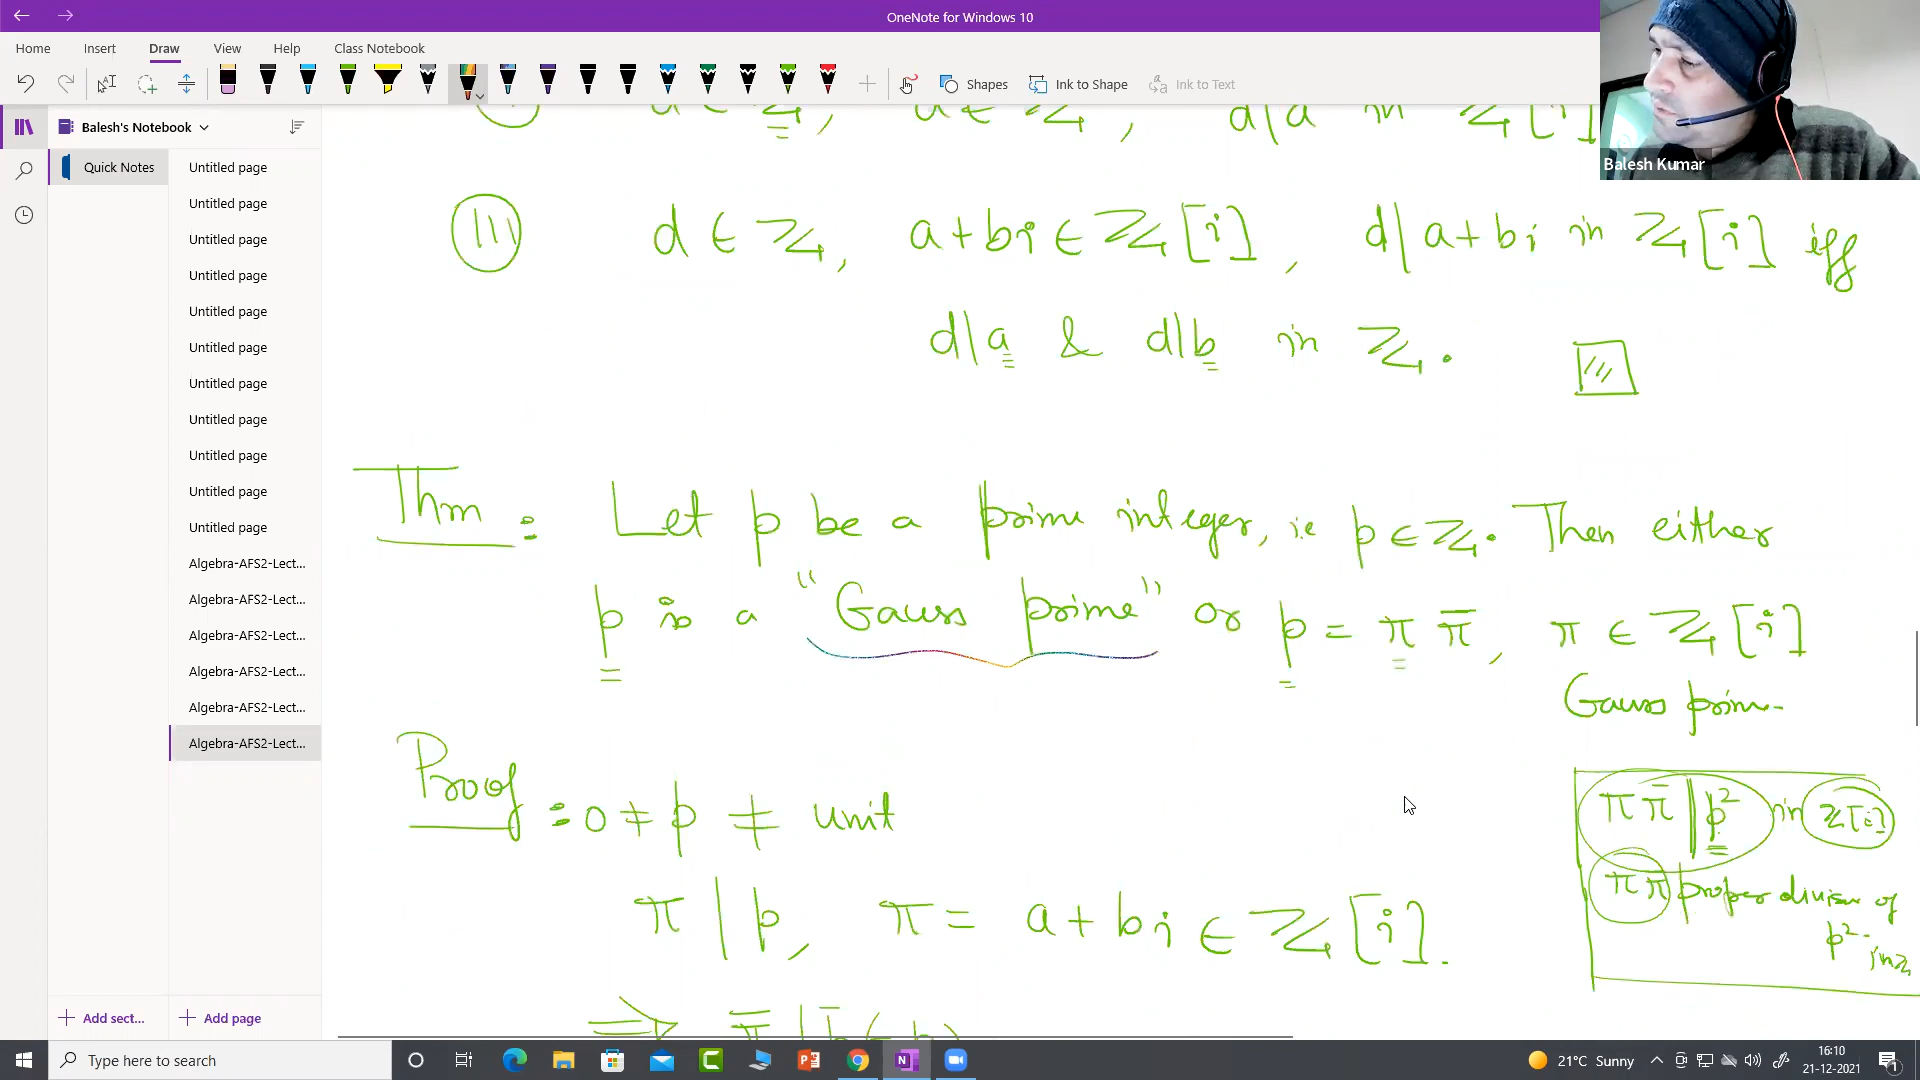 OneNote for Windows 10
Home Insert Draw View Help Class Notebook
Shapes Ink to Shape Ink to Text
Balesh Kumar
Balesh's Notebook
Quick Notes
Untitled page
Untitled page
Untitled page
Untitled page
Untitled page
Untitled page
Untitled page
Untitled page
Untitled page
Untitled page
Untitled page
Algebra-AFS2-Lect...
Algebra-AFS2-Lect...
Algebra-AFS2-Lect...
Algebra-AFS2-Lect...
Algebra-AFS2-Lect...
Algebra-AFS2-Lect...
Add sect...
Add page
d|a in ℤ[i]
III d ∈ ℤ, a+bi ∈ ℤ[i], d|a+bi in ℤ[i] iff
d|a & d|b in ℤ.
Thm: Let p be a prime integer, i.e p ∈ ℤ. Then either
p is a "Gauss prime" or p = π π̄, π ∈ ℤ[i]
Gauss prime.
Proof: 0 ≠ p ≠ unit
π | p, π = a+bi ∈ ℤ[i].
π π̄ | p² in ℤ[i]
π π̄ proper divisor of
p². in ℤ
Type here to search
21°C Sunny
16:10
21-12-2021
1